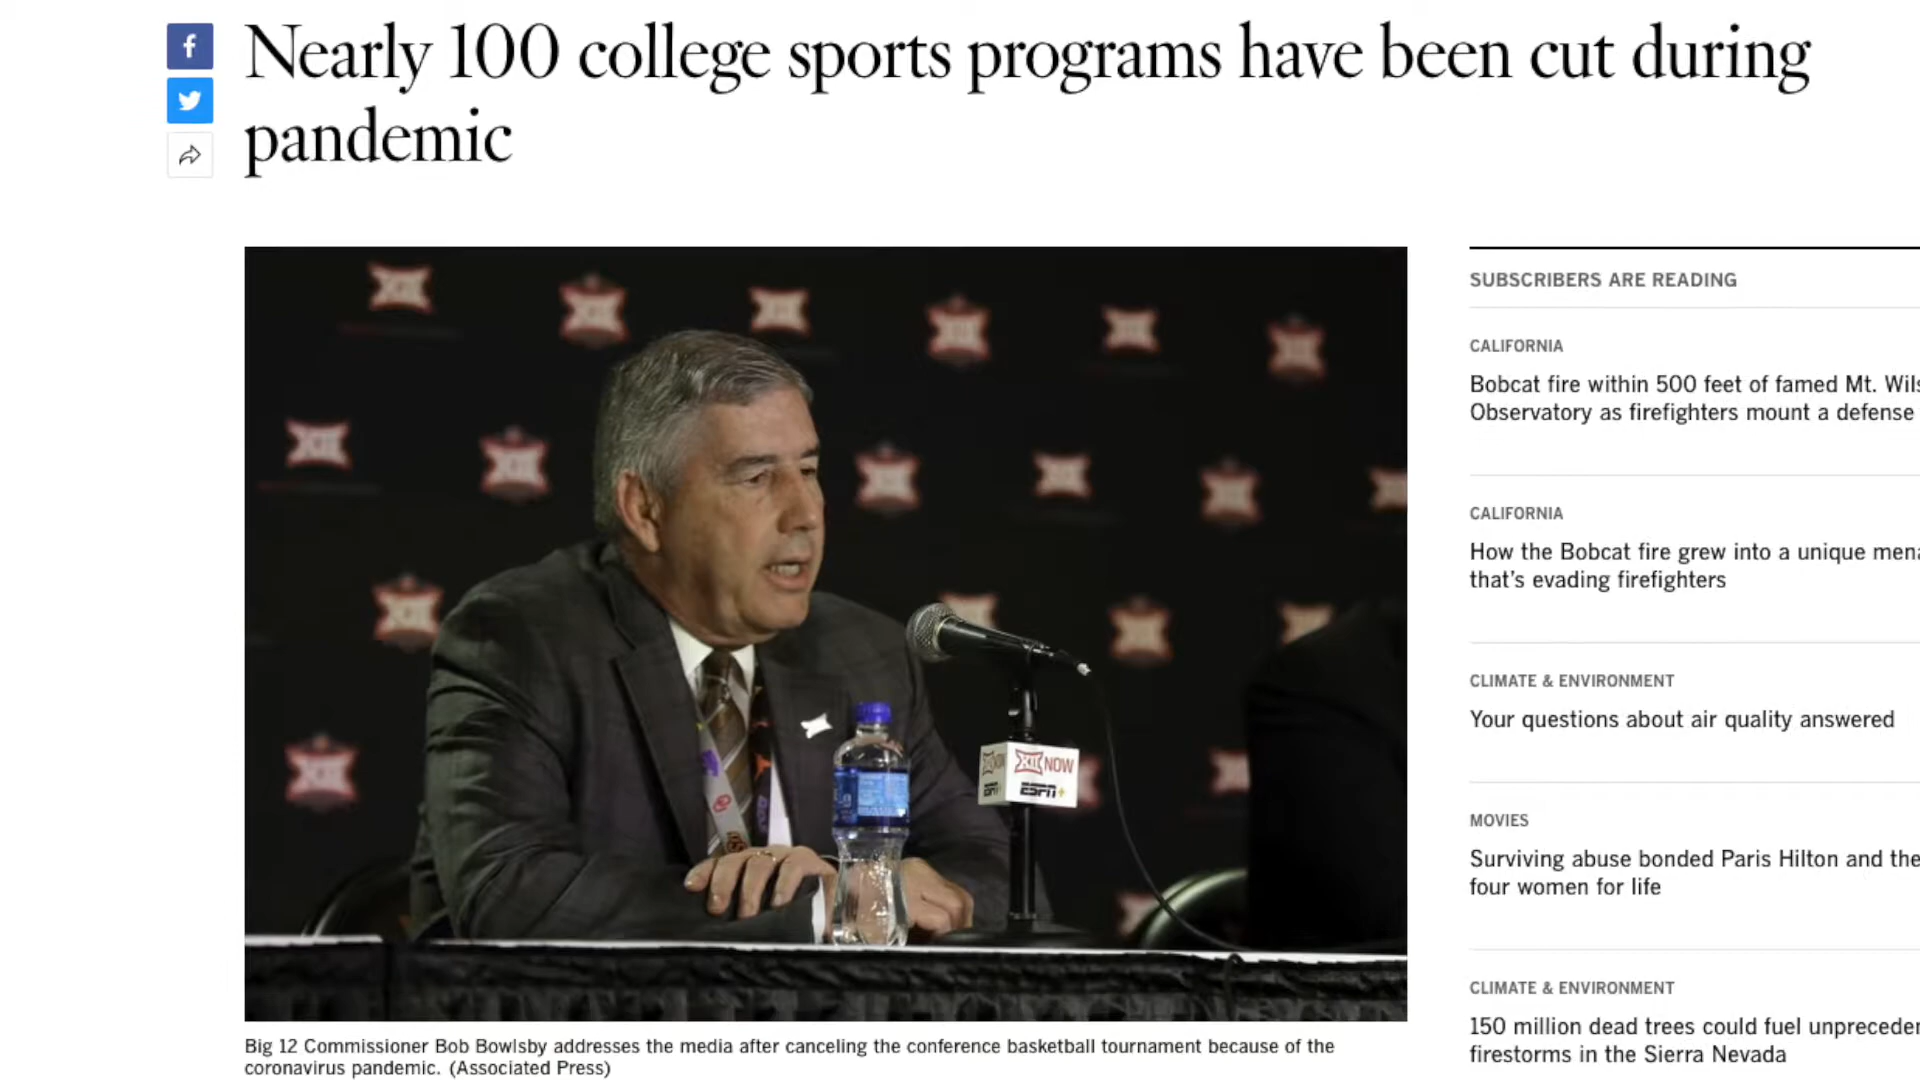 Nearly 100 college sports programs have been cut during
pandemic
XII NOW
ESPN+
Big 12 Commissioner Bob Bowlsby addresses the media after canceling the conference basketball tournament because of the
coronavirus pandemic. (Associated Press)
SUBSCRIBERS ARE READING
CALIFORNIA
Bobcat fire within 500 feet of famed Mt.
Observatory as firefighters mount a defense
CALIFORNIA
How the Bobcat fire grew into a unique
that's evading firefighters
CLIMATE & ENVIRONMENT
Your questions about air quality answered
MOVIES
Surviving abuse bonded Paris Hilton and
four women for life
CLIMATE & ENVIRONMENT
150 million dead trees could fuel
firestorms in the Sierra Nevada